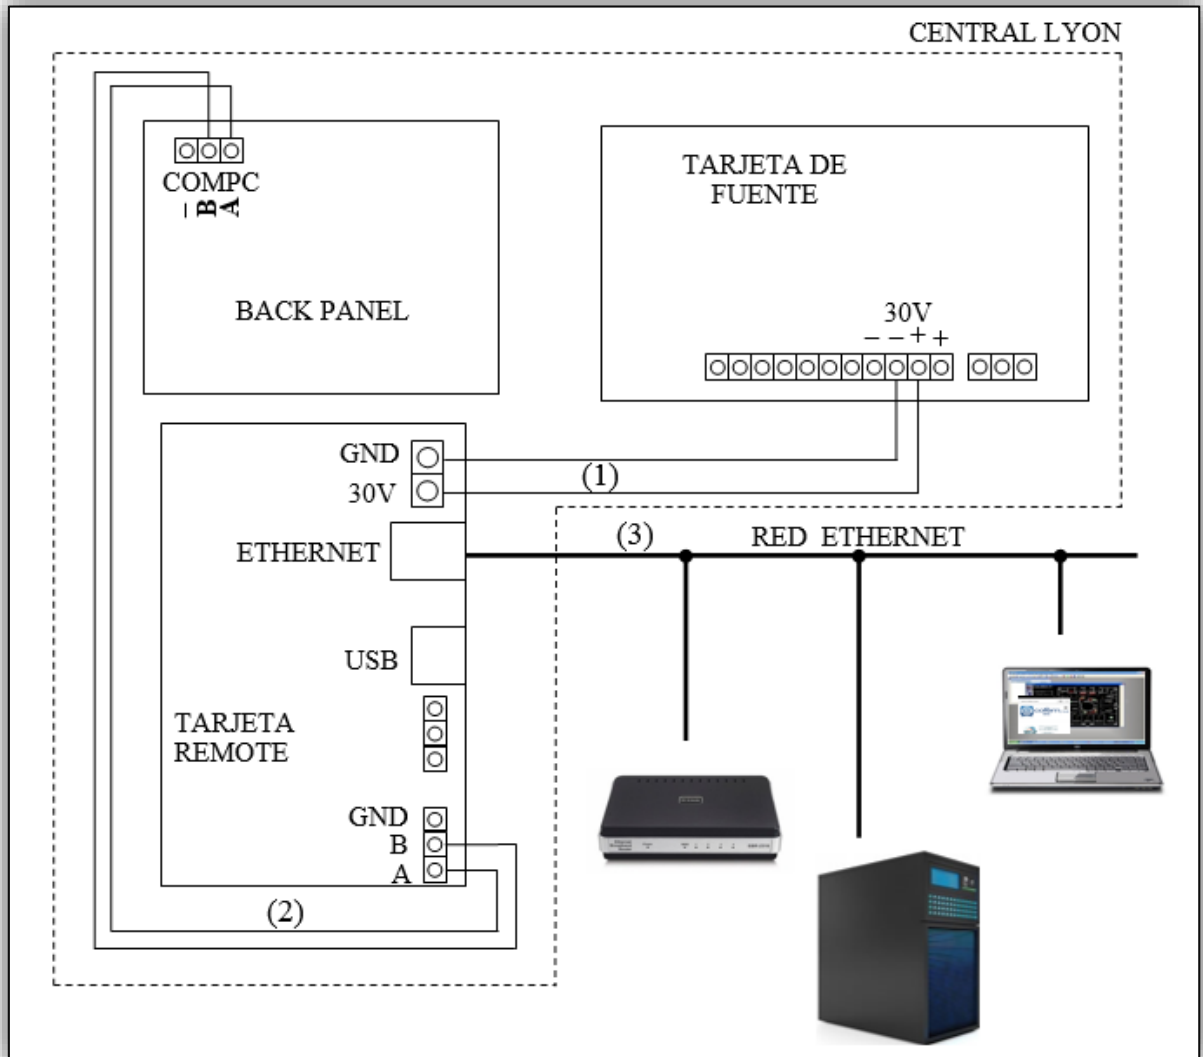 CENTRAL LYON
COMPC
– B A
BACK PANEL
TARJETA DE
FUENTE
30V
– – + +
GND
30V
(1)
ETHERNET
(3)
RED ETHERNET
USB
TARJETA
REMOTE
GND
B
A
(2)